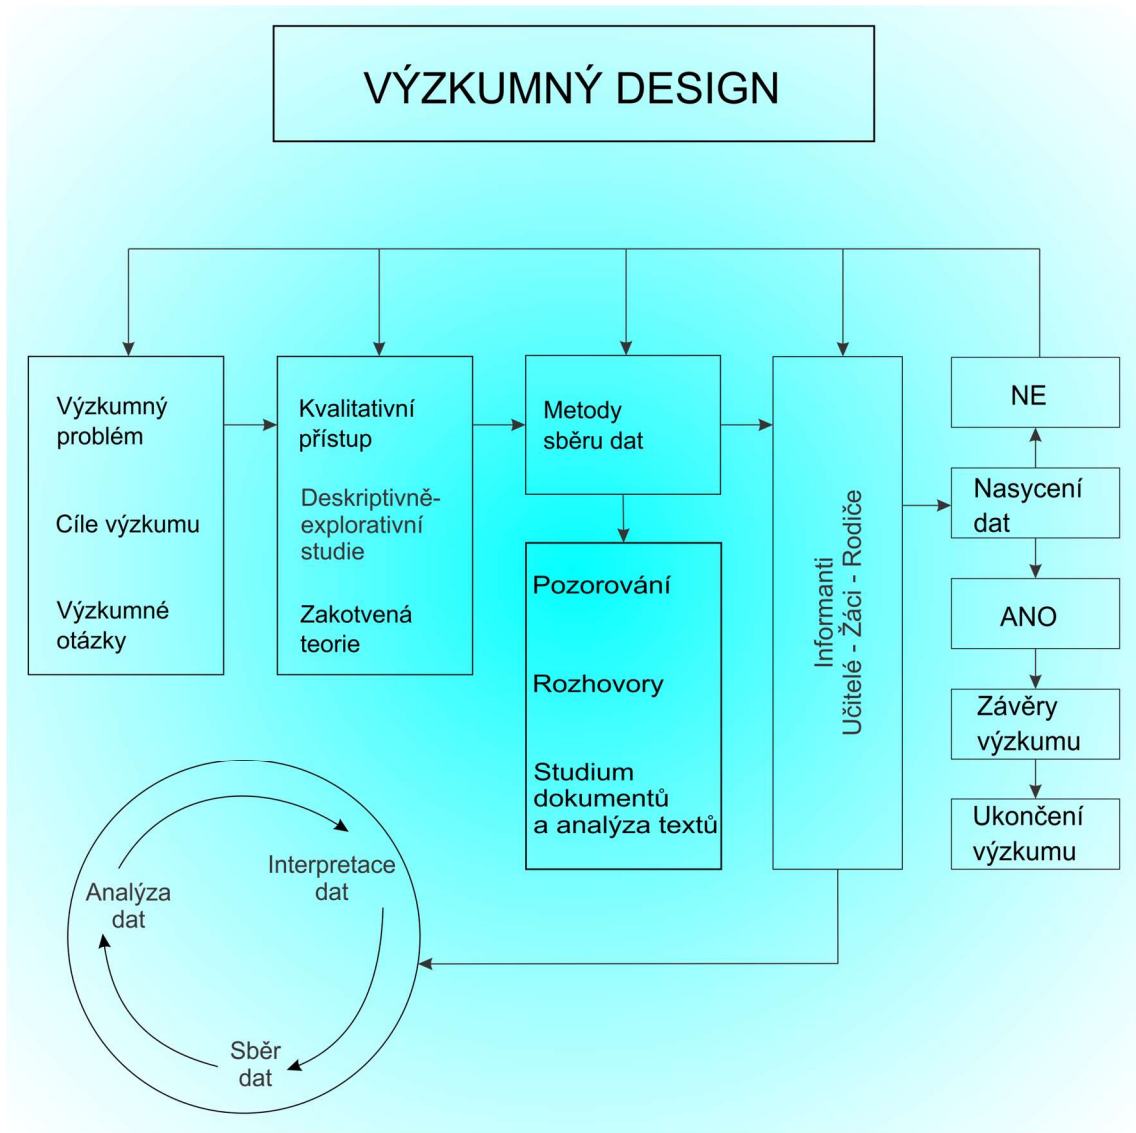 VÝZKUMNÝ DESIGN
Výzkumný
problém
Cíle výzkumu
Výzkumné
otázky
Kvalitativní
přístup
Deskriptivně-
explorativní
studie
Zakotvená
teorie
Metody
sběru dat
Pozorování
Rozhovory
Studium
dokumentů
a analýza textů
Informanti
Učitelé - Žáci - Rodiče
NE
Nasycení
dat
ANO
Závěry
výzkumu
Ukončení
výzkumu
Interpretace
dat
Analýza
dat
Sběr
dat